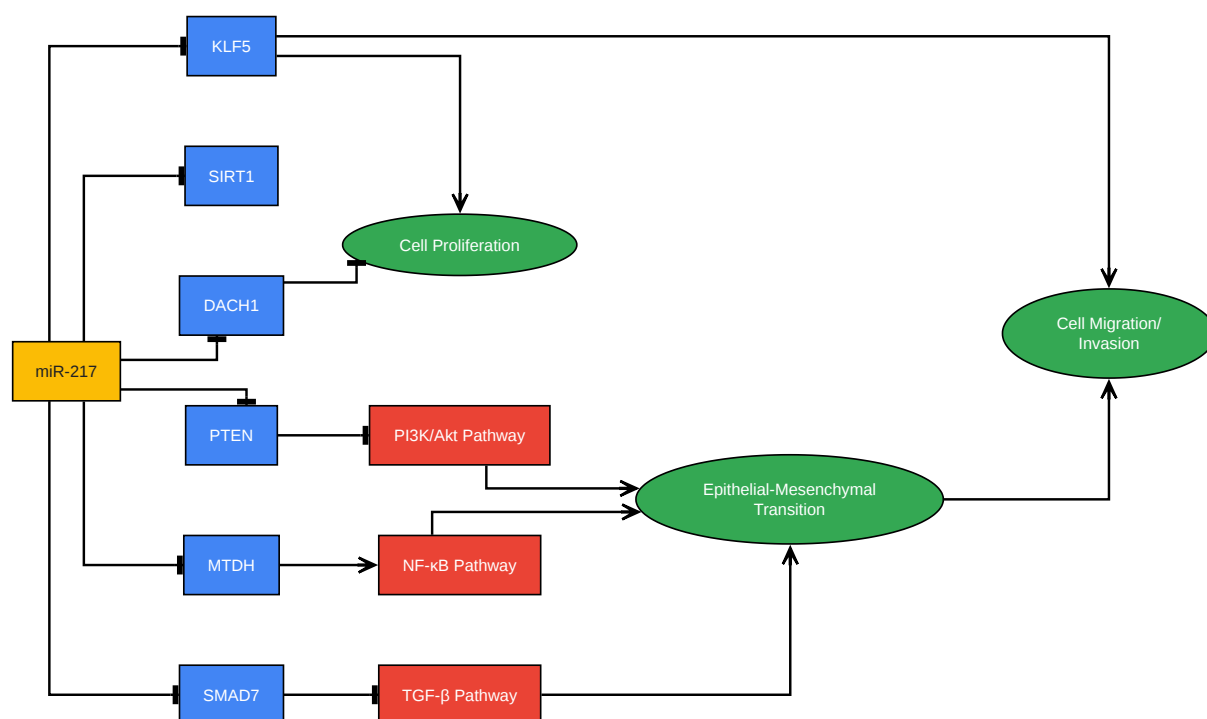 KLF5
SIRT1
Cell Proliferation
DACH1
Cell Migration/
Invasion
miR-217
PTEN
PI3K/Akt Pathway
Epithelial-Mesenchymal
Transition
MTDH
NF-κB Pathway
SMAD7
TGF-β Pathway